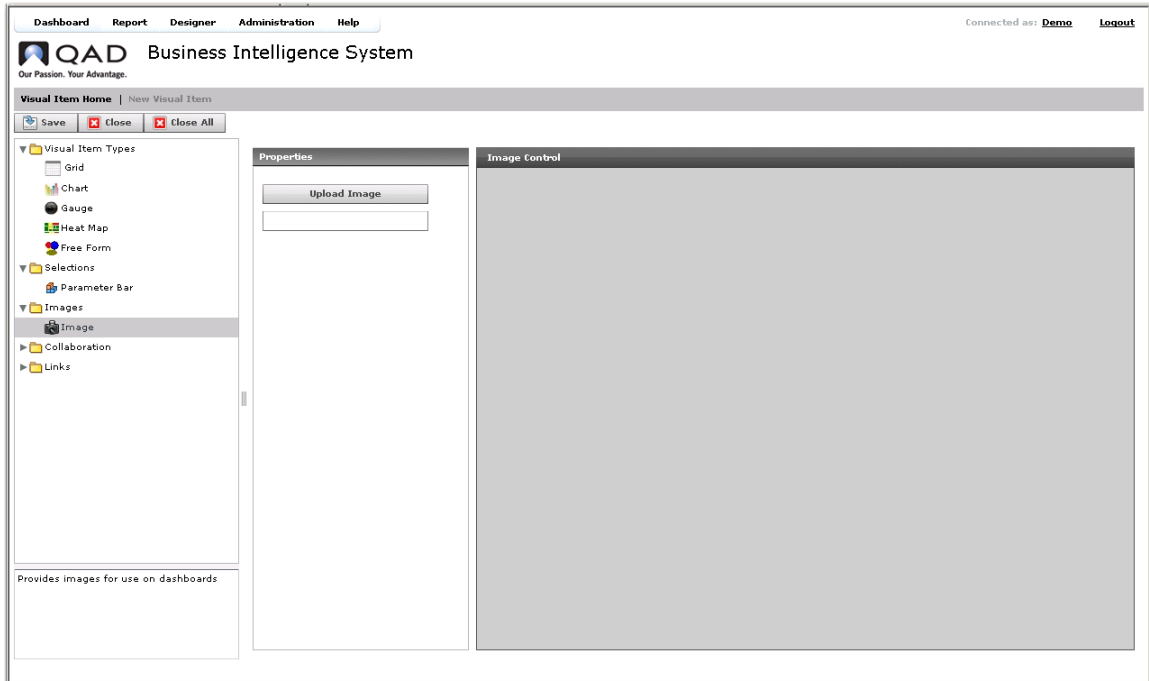 Dashboard Report Designer Administration Help Connected as: Demo Logout
QAD Business Intelligence System
Our Passion. Your Advantage.
Visual Item Home | New Visual Item
Save Close Close All
Visual Item Types
Grid
Chart
Gauge
Heat Map
Free Form
Selections
Parameter Bar
Images
Image
Collaboration
Links
Provides images for use on dashboards
Properties
Upload Image
Image Control